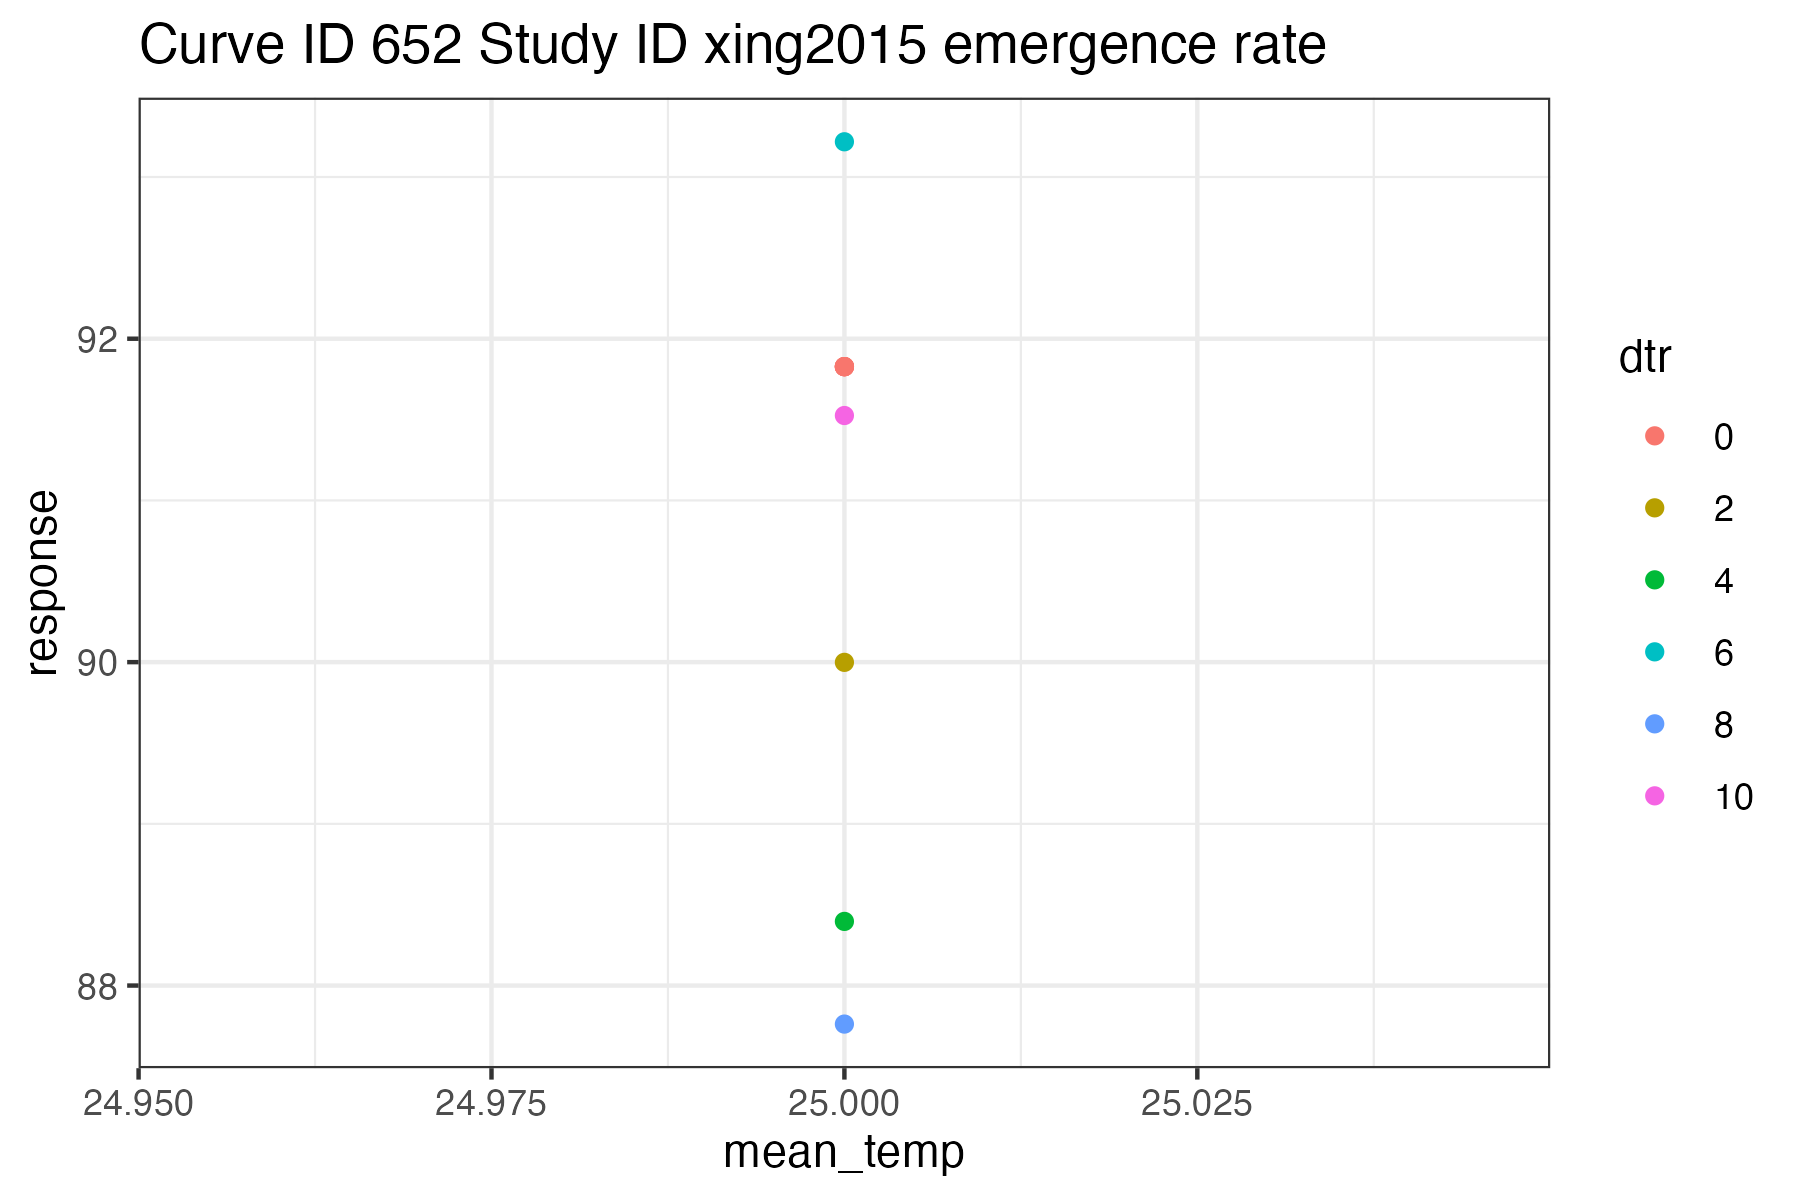 Curve ID 652 Study ID xing2015 emergence rate
response
92
90
88
24.950 24.975 25.000 25.025
mean_temp
dtr
0
2
4
6
8
10